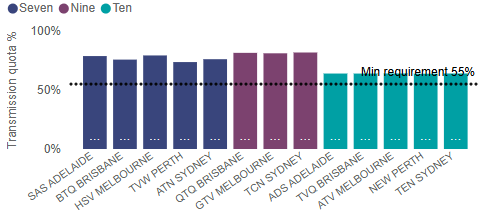 Seven Nine Ten
Transmission quota %
100%
50%
0%
Min requirement 55%
... ... ... ... ... ... ... ... ... ... ... ... ...
SAS ADELAIDE
BTQ BRISBANE
HSV MELBOURNE
TVW PERTH
ATN SYDNEY
QTQ BRISBANE
GTV MELBOURNE
TCN SYDNEY
ADS ADELAIDE
TVQ BRISBANE
ATV MELBOURNE
NEW PERTH
TEN SYDNEY